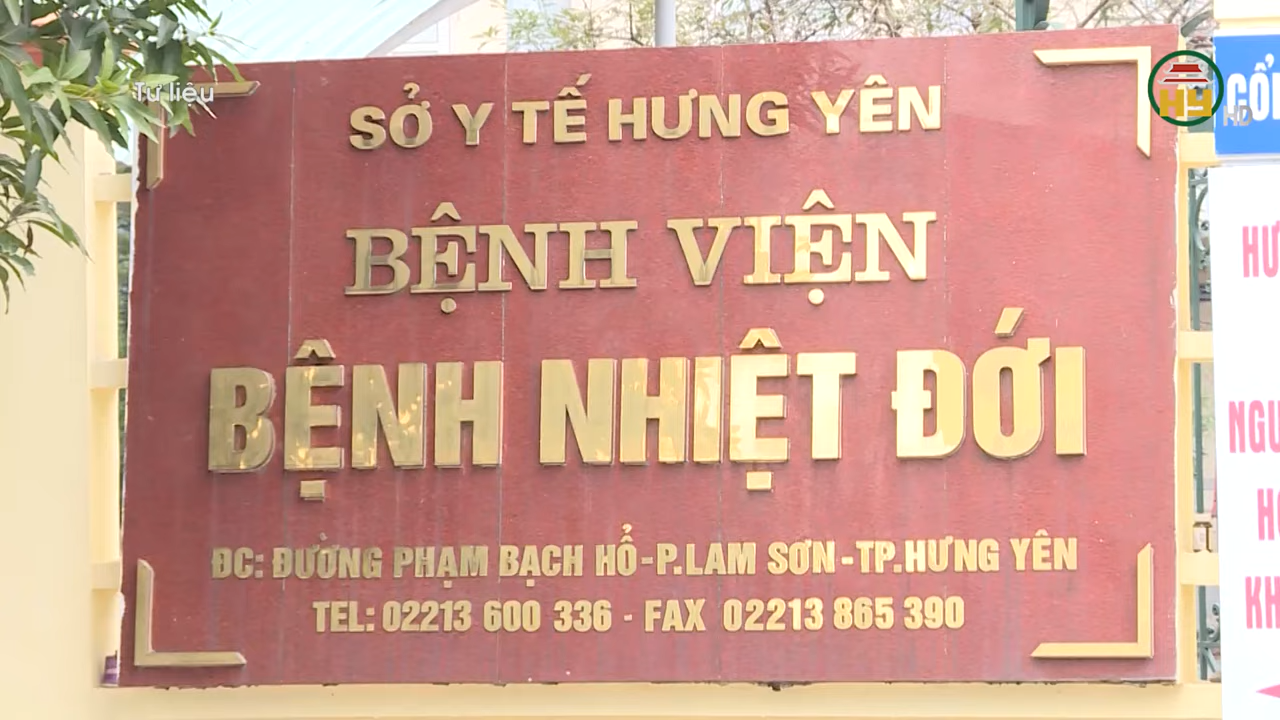 Tư liệu
HY
HD
SỞ Y TẾ HƯNG YÊN
BỆNH VIỆN
BỆNH NHIỆT ĐỚI
ĐC: ĐƯỜNG PHẠM BẠCH HỔ-P.LAM SƠN-TP.HƯNG YÊN
TEL: 02213 600 336 - FAX 02213 865 390